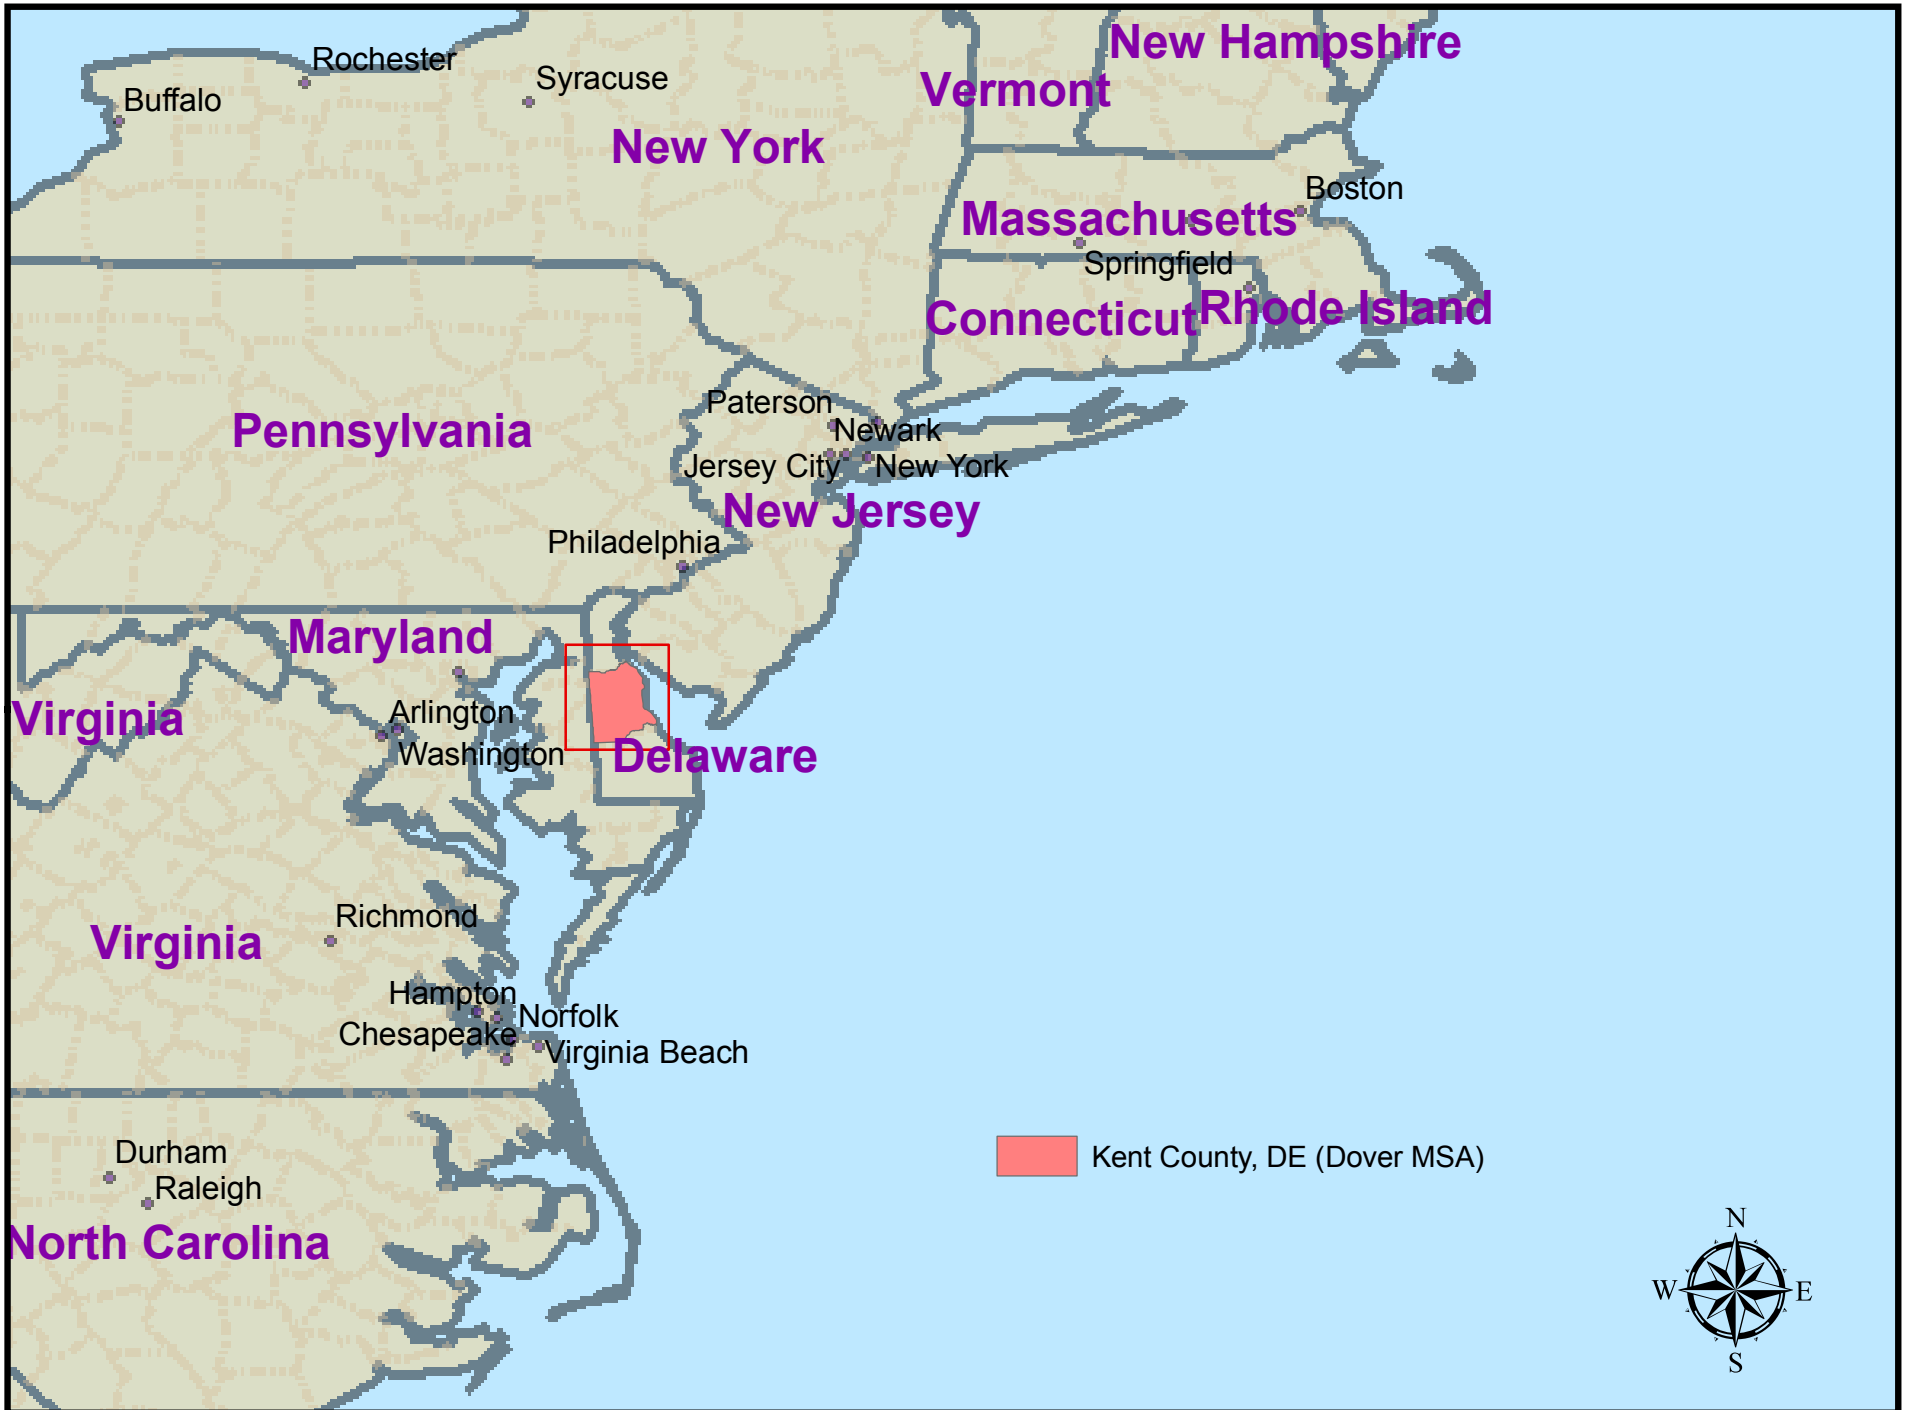 New Hampshire
Rochester
Syracuse
Vermont
Buffalo
New York
Boston
Massachusetts
Springfield
Rhode Island
Connecticut
Paterson
Pennsylvania
Newark
Jersey City
New York
New Jersey
Philadelphia
Maryland
Virginia
Arlington
Washington
Delaware
Richmond
Virginia
Hampton
Norfolk
Chesapeake
Virginia Beach
Durham
Kent County, DE (Dover MSA)
Raleigh
North Carolina
N
W
E
S